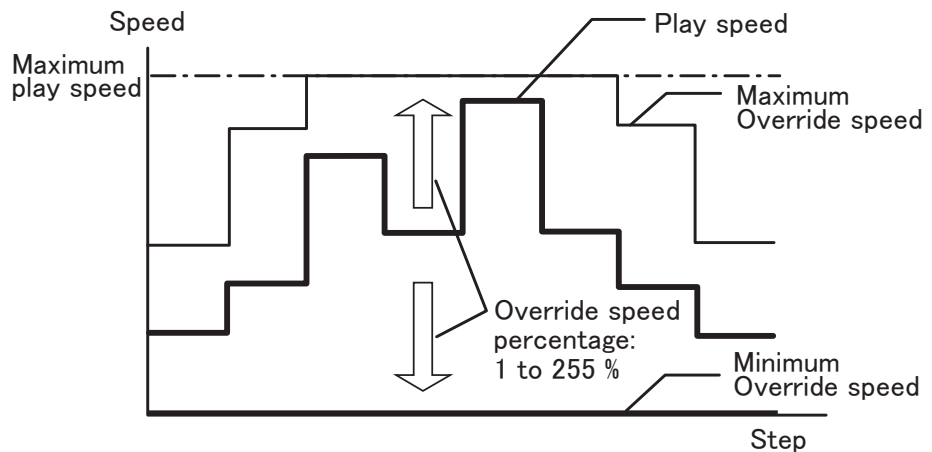 Speed
Play speed
Maximum
play speed
Maximum
Override speed
Override speed
percentage:
1 to 255 %
Minimum
Override speed
Step